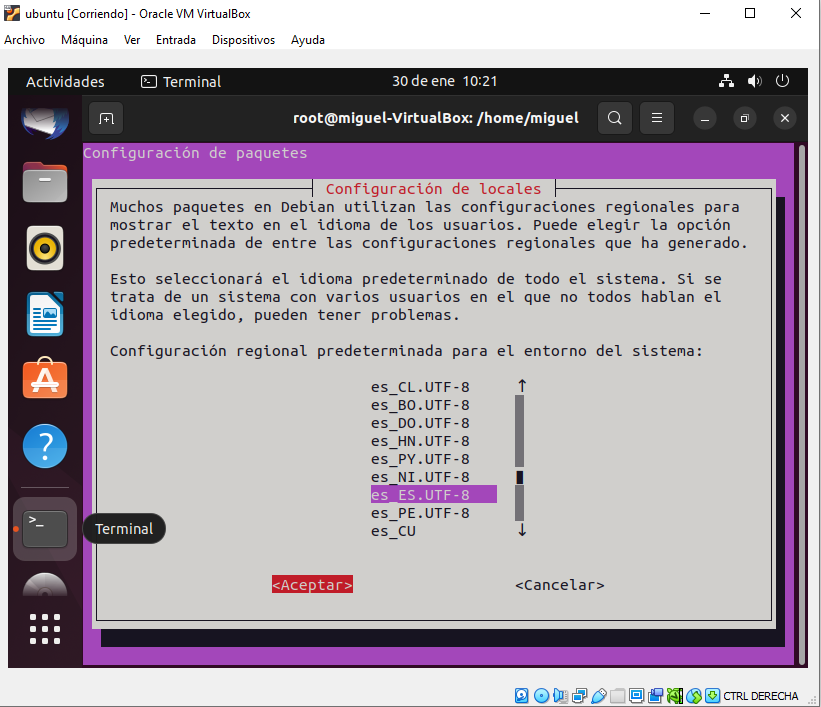 ubuntu [Corriendo] - Oracle VM VirtualBox
Archivo Máquina Ver Entrada Dispositivos Ayuda
Actividades Terminal 30 de ene 10:21
root@miguel-VirtualBox: /home/miguel
Configuración de paquetes
Configuración de locales
Muchos paquetes en Debian utilizan las configuraciones regionales para
mostrar el texto en el idioma de los usuarios. Puede elegir la opción
predeterminada de entre las configuraciones regionales que ha generado.
Esto seleccionará el idioma predeterminado de todo el sistema. Si se
trata de un sistema con varios usuarios en el que no todos hablan el
idioma elegido, pueden tener problemas.
Configuración regional predeterminada para el entorno del sistema:
es_CL.UTF-8
es_BO.UTF-8
es_DO.UTF-8
es_HN.UTF-8
es_PY.UTF-8
es_NI.UTF-8
es_ES.UTF-8
es_PE.UTF-8
es_CU
Terminal
<Aceptar> <Cancelar>
CTRL DERECHA